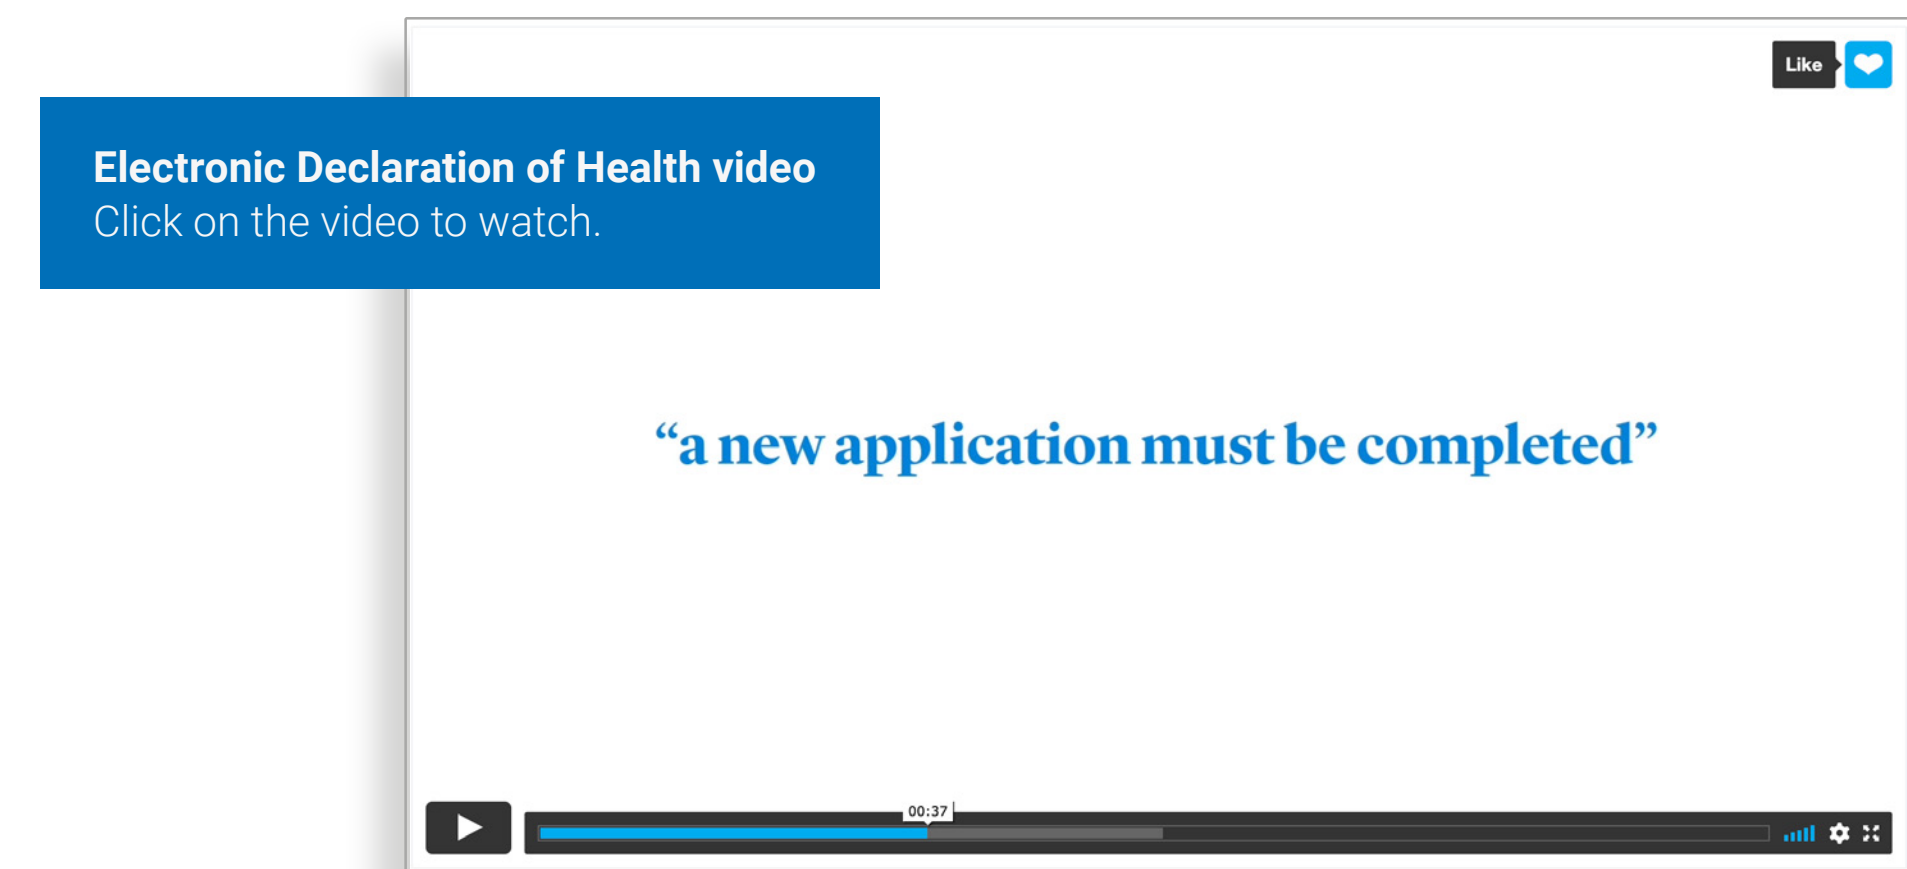 Like
Electronic Declaration of Health video
Click on the video to watch.
“a new application must be completed”
00:37